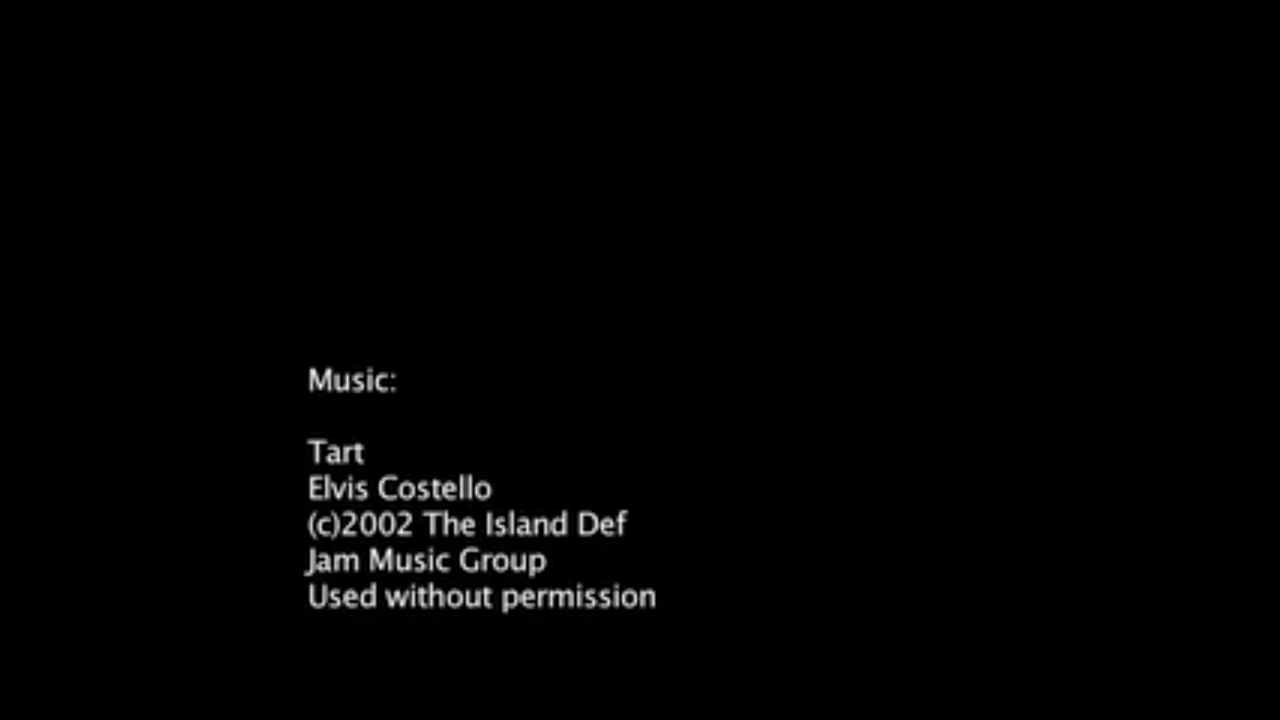 Music:
Tart
Elvis Costello
(c)2002 The Island Def
Jam Music Group
Used without permission